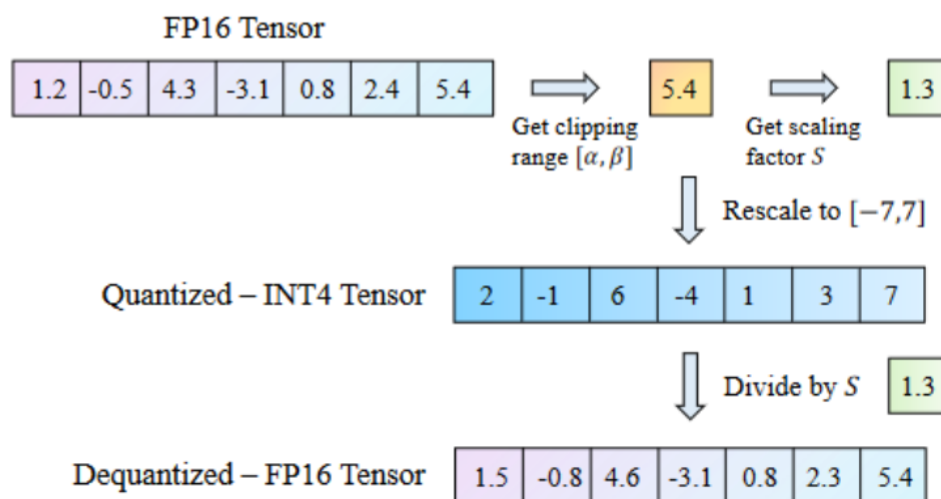 FP16 Tensor
1.2 -0.5 4.3 -3.1 0.8 2.4 5.4
Get clipping
range [α, β]
5.4
Get scaling
factor S
1.3
Rescale to [−7,7]
Quantized – INT4 Tensor
2 -1 6 -4 1 3 7
Divide by S
1.3
Dequantized – FP16 Tensor
1.5 -0.8 4.6 -3.1 0.8 2.3 5.4